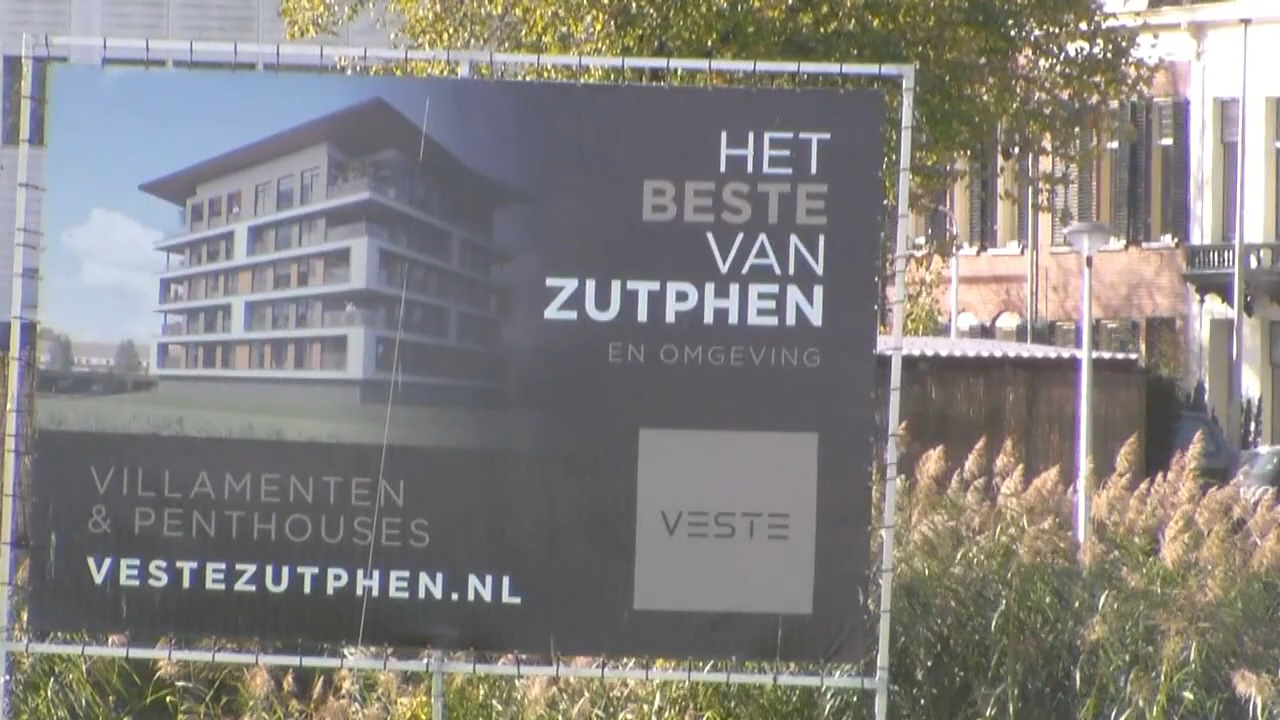 HET
BESTE
VAN
ZUTPHEN
EN OMGEVING
VILLAMENTEN
& PENTHOUSES
VESTEZUTPHEN.NL
VESTE